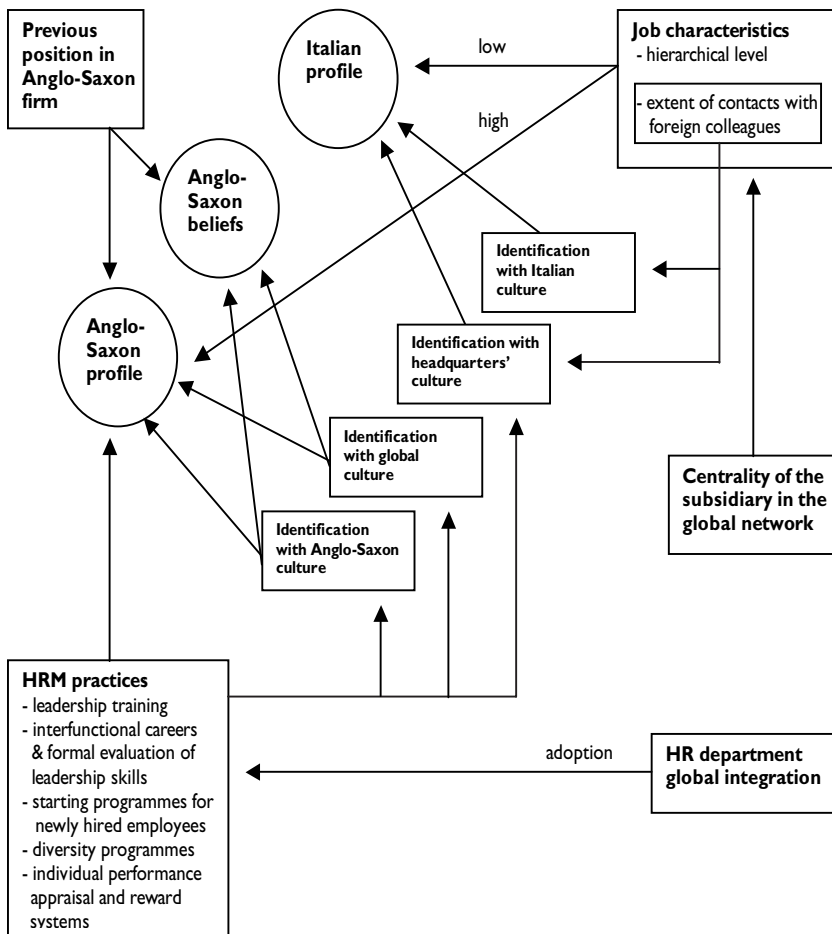 Previous
position in
Anglo-Saxon
firm
Italian
profile
low
high
Job characteristics
- hierarchical level
- extent of contacts with
foreign colleagues
Anglo-
Saxon
beliefs
Identification
with Italian
culture
Anglo-
Saxon
profile
Identification with
headquarters'
culture
Identification
with global
culture
Centrality of the
subsidiary in the
global network
Identification
with Anglo-Saxon
culture
HRM practices
- leadership training
- interfunctional careers
& formal evaluation of
leadership skills
- starting programmes for
newly hired employees
- diversity programmes
- individual performance
appraisal and reward
systems
adoption
HR department
global integration